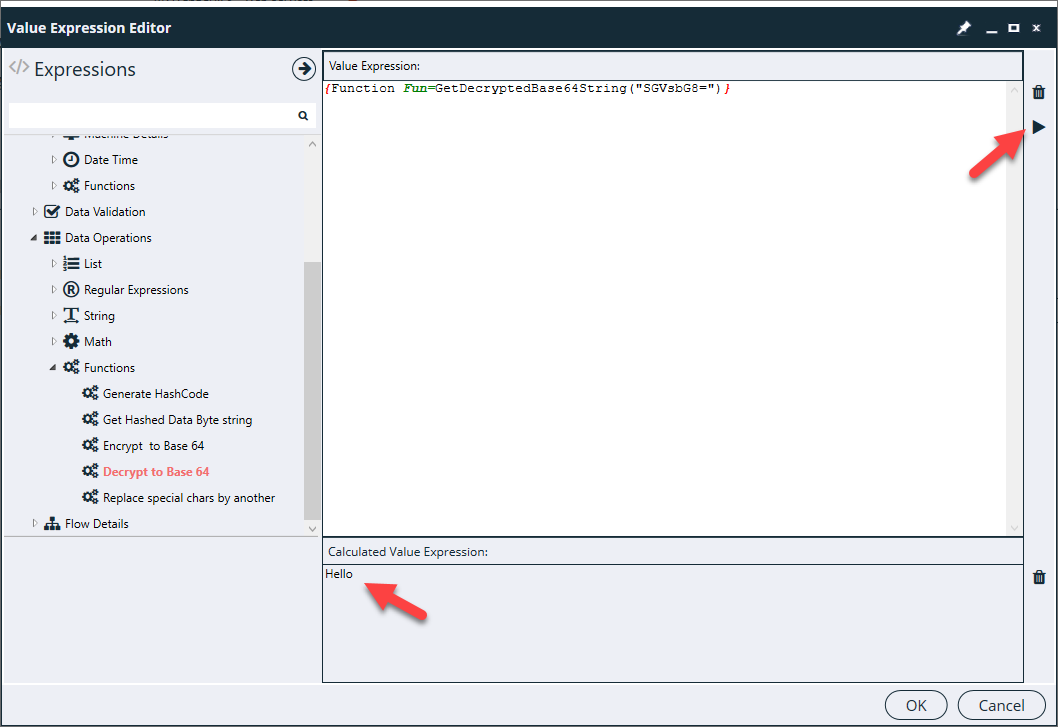 Value Expression Editor
</> Expressions
Machine Details
Date Time
Functions
Data Validation
Data Operations
List
Regular Expressions
String
Math
Functions
Generate HashCode
Get Hashed Data Byte string
Encrypt  to Base 64
Decrypt to Base 64
Replace special chars by another
Flow Details
Value Expression:
{Function Fun=GetDecryptedBase64String("SGVsbG8=")}
Calculated Value Expression:
Hello
OK
Cancel